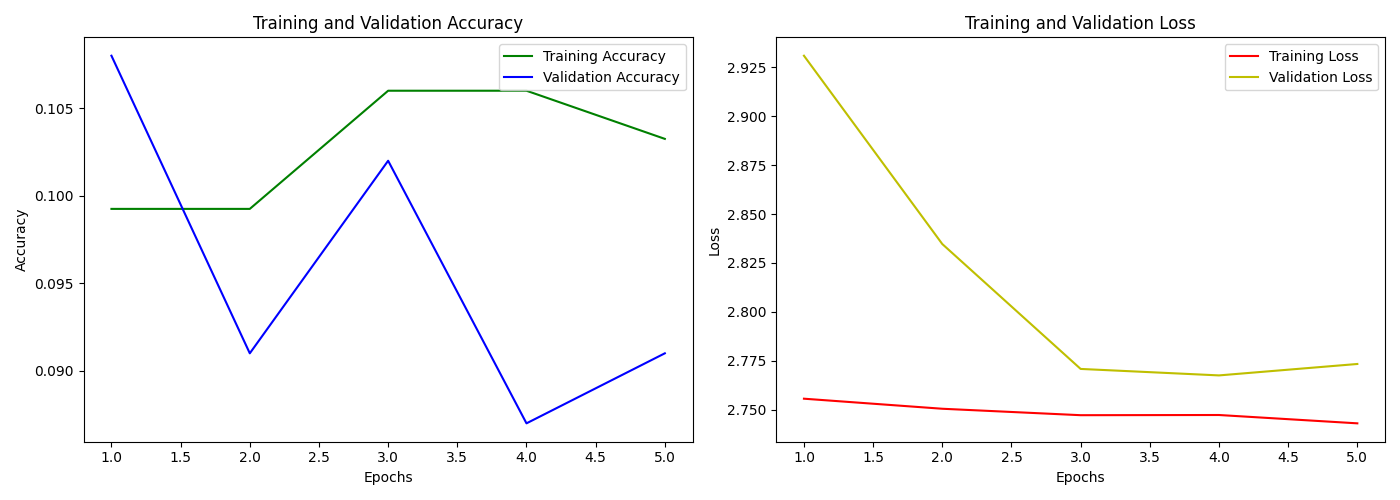 Training and Validation Accuracy
Training Accuracy
Validation Accuracy
0.105
0.100
0.095
0.090
Accuracy
1.0 1.5 2.0 2.5 3.0 3.5 4.0 4.5 5.0
Epochs
Training and Validation Loss
Training Loss
Validation Loss
2.925
2.900
2.875
2.850
2.825
2.800
2.775
2.750
Loss
1.0 1.5 2.0 2.5 3.0 3.5 4.0 4.5 5.0
Epochs